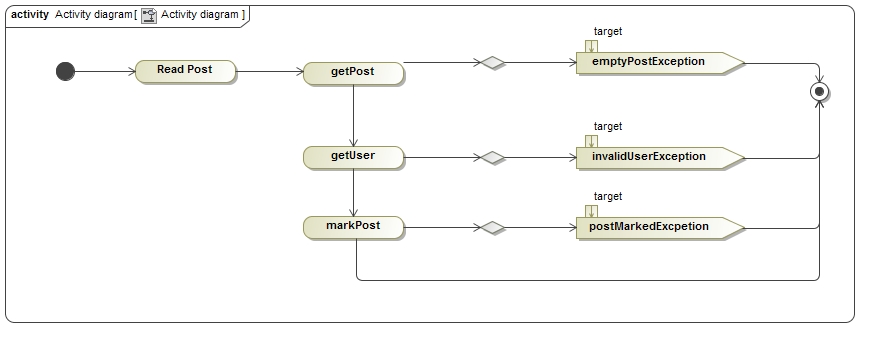 activity Activity diagram[ Activity diagram ]
target
Read Post
getPost
emptyPostException
target
getUser
invalidUserException
target
markPost
postMarkedExcpetion